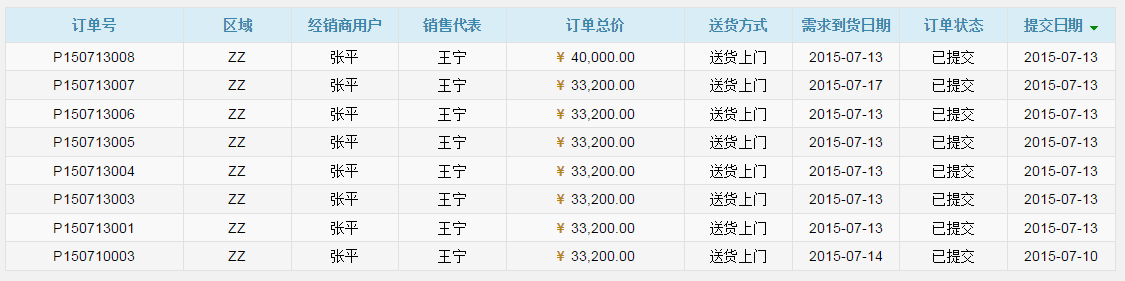 订单号 区域 经销商用户 销售代表 订单总价 送货方式 需求到货日期 订单状态 提交日期
P150713008 ZZ 张平 王宁 ¥ 40,000.00 送货上门 2015-07-13 已提交 2015-07-13
P150713007 ZZ 张平 王宁 ¥ 33,200.00 送货上门 2015-07-17 已提交 2015-07-13
P150713006 ZZ 张平 王宁 ¥ 33,200.00 送货上门 2015-07-13 已提交 2015-07-13
P150713005 ZZ 张平 王宁 ¥ 33,200.00 送货上门 2015-07-13 已提交 2015-07-13
P150713004 ZZ 张平 王宁 ¥ 33,200.00 送货上门 2015-07-13 已提交 2015-07-13
P150713003 ZZ 张平 王宁 ¥ 33,200.00 送货上门 2015-07-13 已提交 2015-07-13
P150713001 ZZ 张平 王宁 ¥ 33,200.00 送货上门 2015-07-13 已提交 2015-07-13
P150710003 ZZ 张平 王宁 ¥ 33,200.00 送货上门 2015-07-14 已提交 2015-07-10